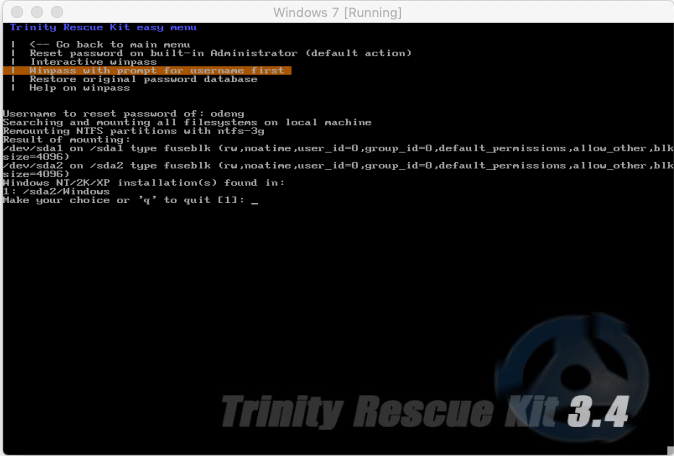 Windows 7 [Running]
Trinity Rescue Kit easy menu
| <-- Go back to main menu
| Reset password on built-in Administrator (default action)
| Interactive winpass
| Winpass with prompt for username first
| Restore original password database
| Help on winpass
Username to reset password of: odeng
Searching and mounting all filesystems on local machine
Remounting NTFS partitions with ntfs-3g
Result of mounting:
/dev/sda1 on /sda1 type fuseblk (rw,noatime,user_id=0,group_id=0,default_permissions,allow_other,blk
size=4096)
/dev/sda2 on /sda2 type fuseblk (rw,noatime,user_id=0,group_id=0,default_permissions,allow_other,blk
size=4096)
Windows NT/2K/XP installation(s) found in:
1: /sda2/Windows
Make your choice or 'q' to quit [1]: _
Trinity Rescue Kit 3.4